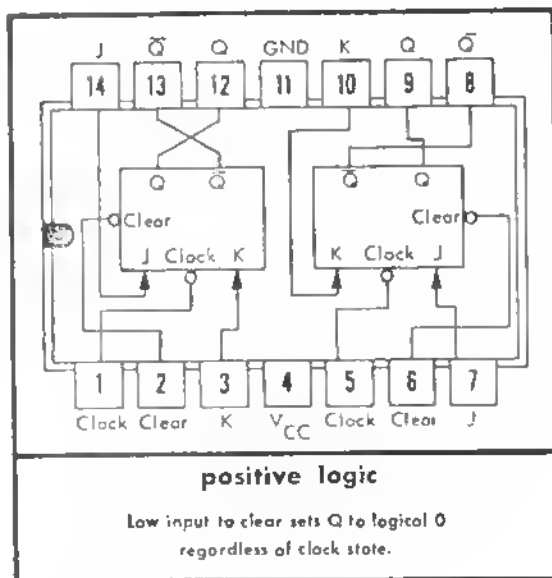 J Q̅ Q GND K Q Q̅
14 13 12 11 10 9 8
Q Q̅ Q̅ Q
Clear Clear
J Clock K K Clock J
1 2 3 4 5 6 7
Clock Clear K VCC Clock Clear J
positive logic
Low input to clear sets Q to logical 0
regardless of clock state.